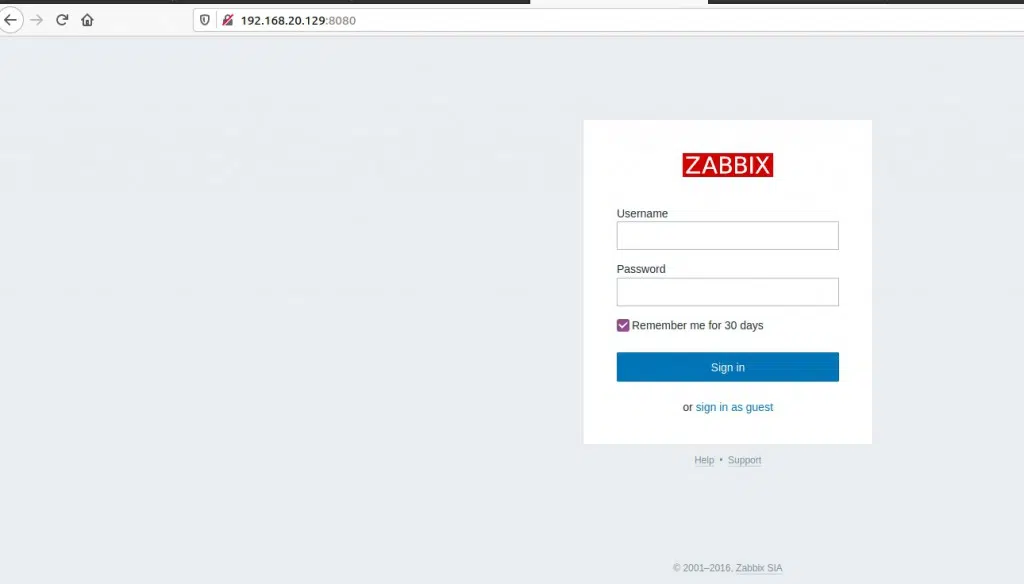 192.168.20.129:8080
ZABBIX
Username
Password
Remember me for 30 days
Sign in
or sign in as guest
Help • Support
© 2001–2016, Zabbix SIA